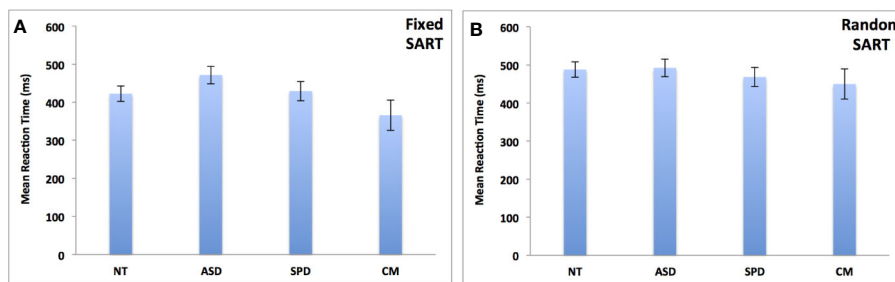 A
Fixed
SART
600
500
400
300
200
100
0
Mean Reaction Time (ms)
NT ASD SPD CM
B
Random
SART
600
500
400
300
200
100
0
Mean Reaction Time (ms)
NT ASD SPD CM